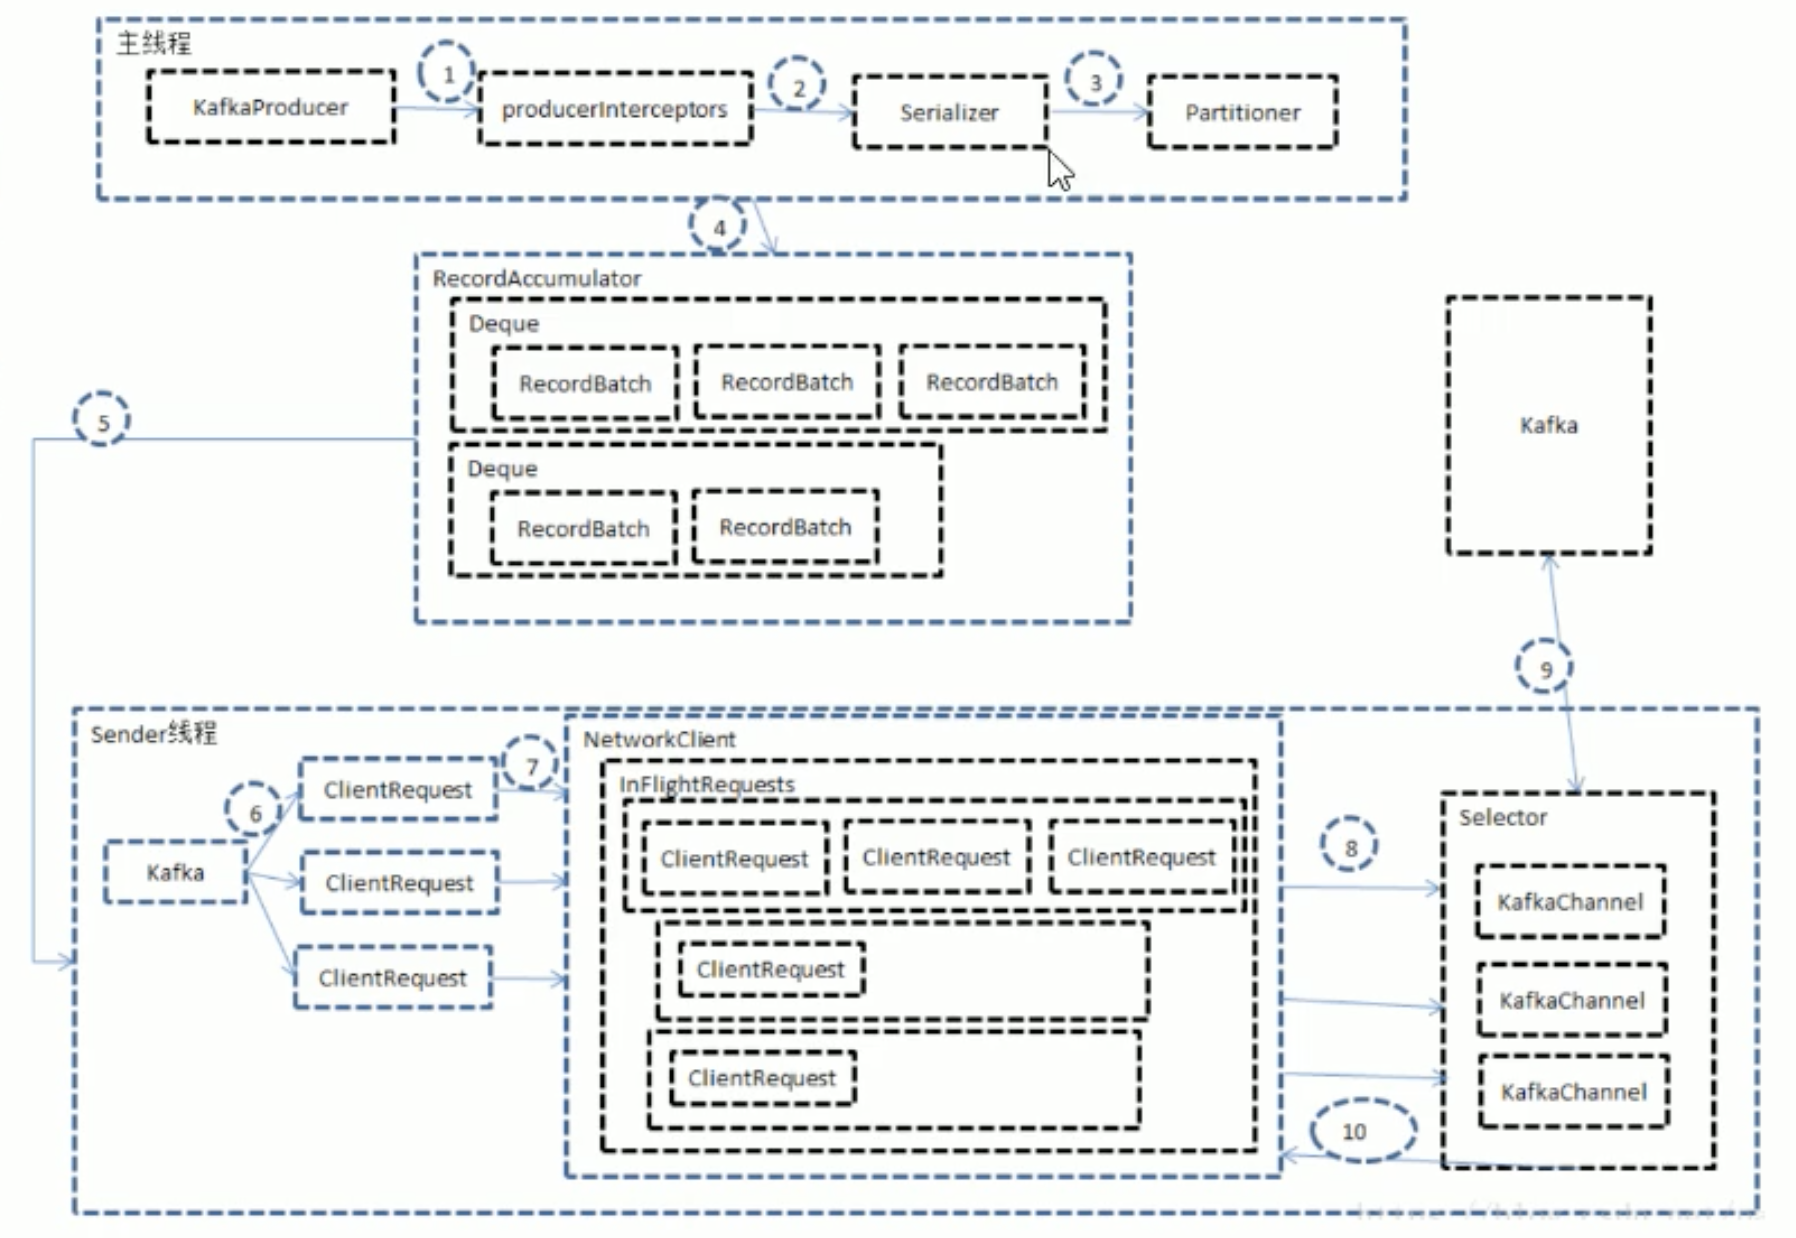 主线程
KafkaProducer
1
producerInterceptors
2
Serializer
3
Partitioner
4
RecordAccumulator
Deque
RecordBatch
RecordBatch
RecordBatch
Deque
RecordBatch
RecordBatch
5
Kafka
9
Sender线程
Kafka
6
ClientRequest
ClientRequest
ClientRequest
7
NetworkClient
InFlightRequests
ClientRequest
ClientRequest
ClientRequest
ClientRequest
ClientRequest
8
Selector
KafkaChannel
KafkaChannel
KafkaChannel
10